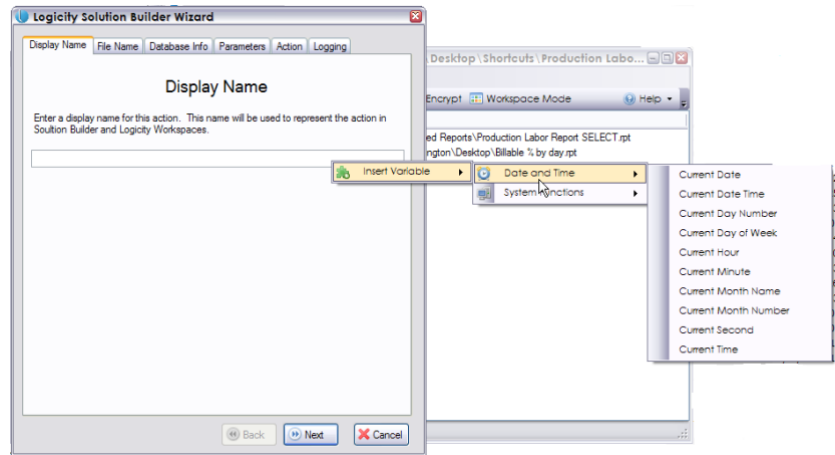 Logicity Solution Builder Wizard
Display Name File Name Database Info Parameters Action Logging
Display Name
Enter a display name for this action. This name will be used to represent the action in
Soultion Builder and Logicity Workspaces.
Back Next Cancel
\Desktop\Shortcuts\Production Labo...
Encrypt Workspace Mode Help
ed Reports\Production Labor Report SELECT.rpt
ngton\Desktop\Billable % by day.rpt
Insert Variable
Date and Time
System Functions
Current Date
Current Date Time
Current Day Number
Current Day of Week
Current Hour
Current Minute
Current Month Name
Current Month Number
Current Second
Current Time